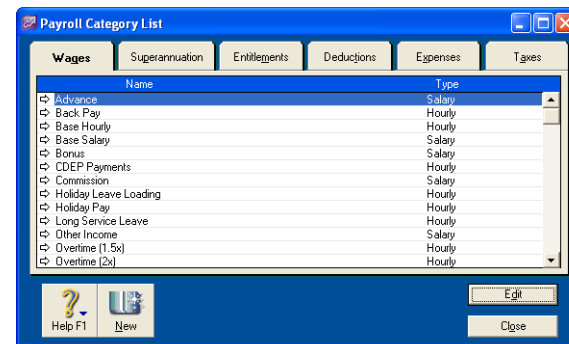 Payroll Category List
Wages Superannuation Entitlements Deductions Expenses Taxes
Name Type
Advance Salary
Back Pay Hourly
Base Hourly Hourly
Base Salary Salary
Bonus Salary
CDEP Payments Hourly
Commission Salary
Holiday Leave Loading Hourly
Holiday Pay Hourly
Long Service Leave Hourly
Other Income Salary
Overtime (1.5x) Hourly
Overtime (2x) Hourly
Edit
Help F1 New Close